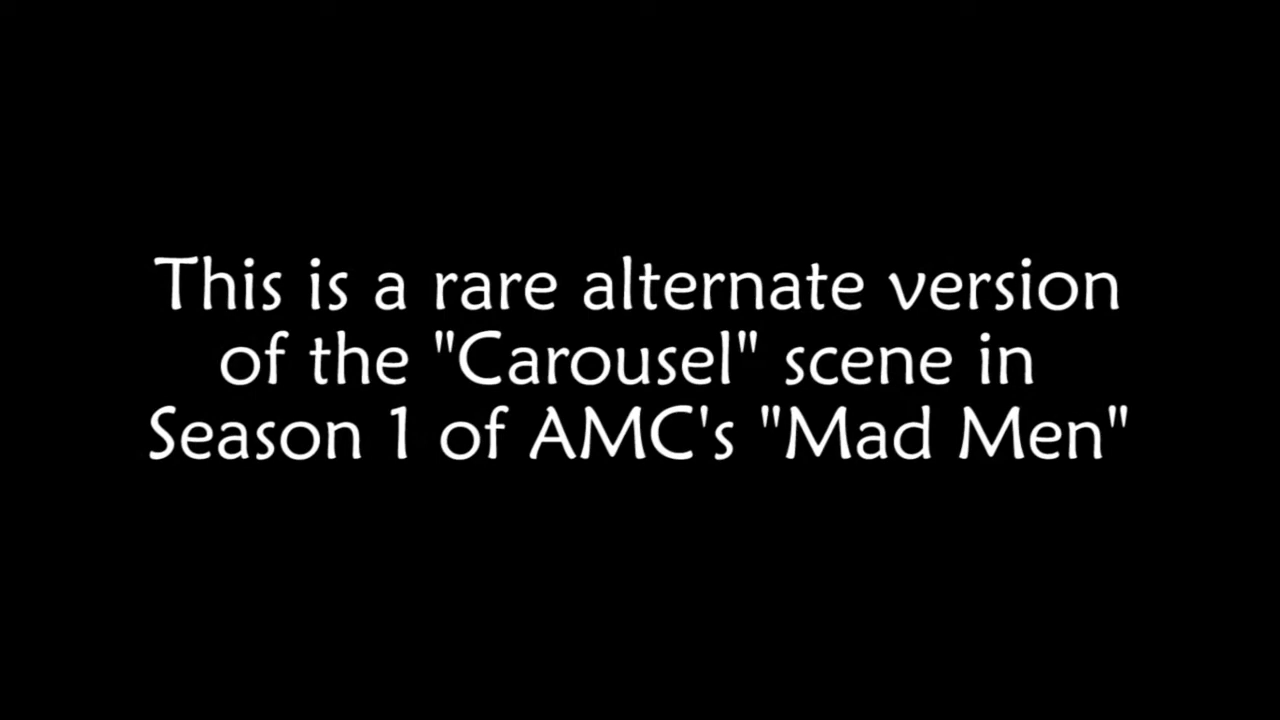 This is a rare alternate version
of the "Carousel" scene in
Season 1 of AMC's "Mad Men"